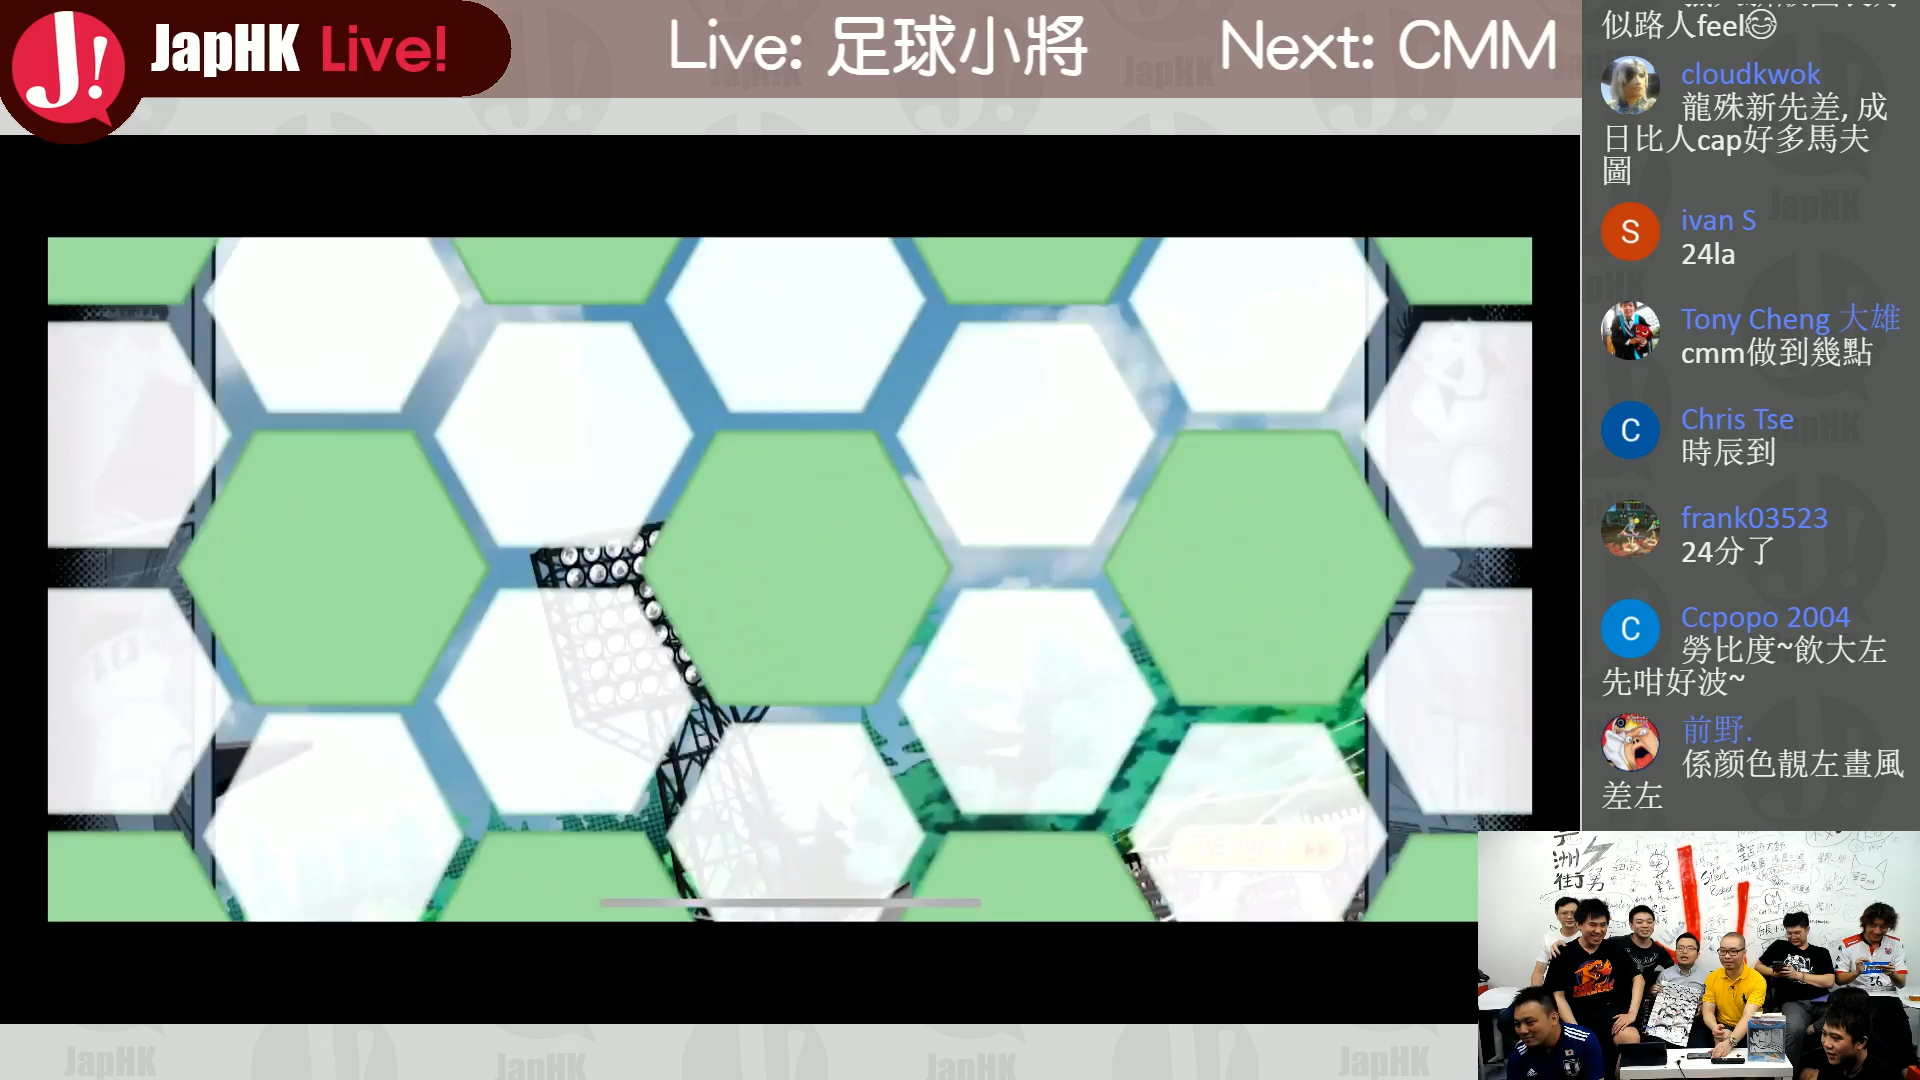 JapHK Live!
Live: 足球小將
Next: CMM
似路人feel😅
cloudkwok
龍殊新先差, 成
日比人cap好多馬夫
圖
ivan S
24la
Tony Cheng 大雄
cmm做到幾點
Chris Tse
時辰到
frank03523
24分了
Ccpopo 2004
勞比度~飲大左
先咁好波~
前野.
係颜色靚左畫風
差左